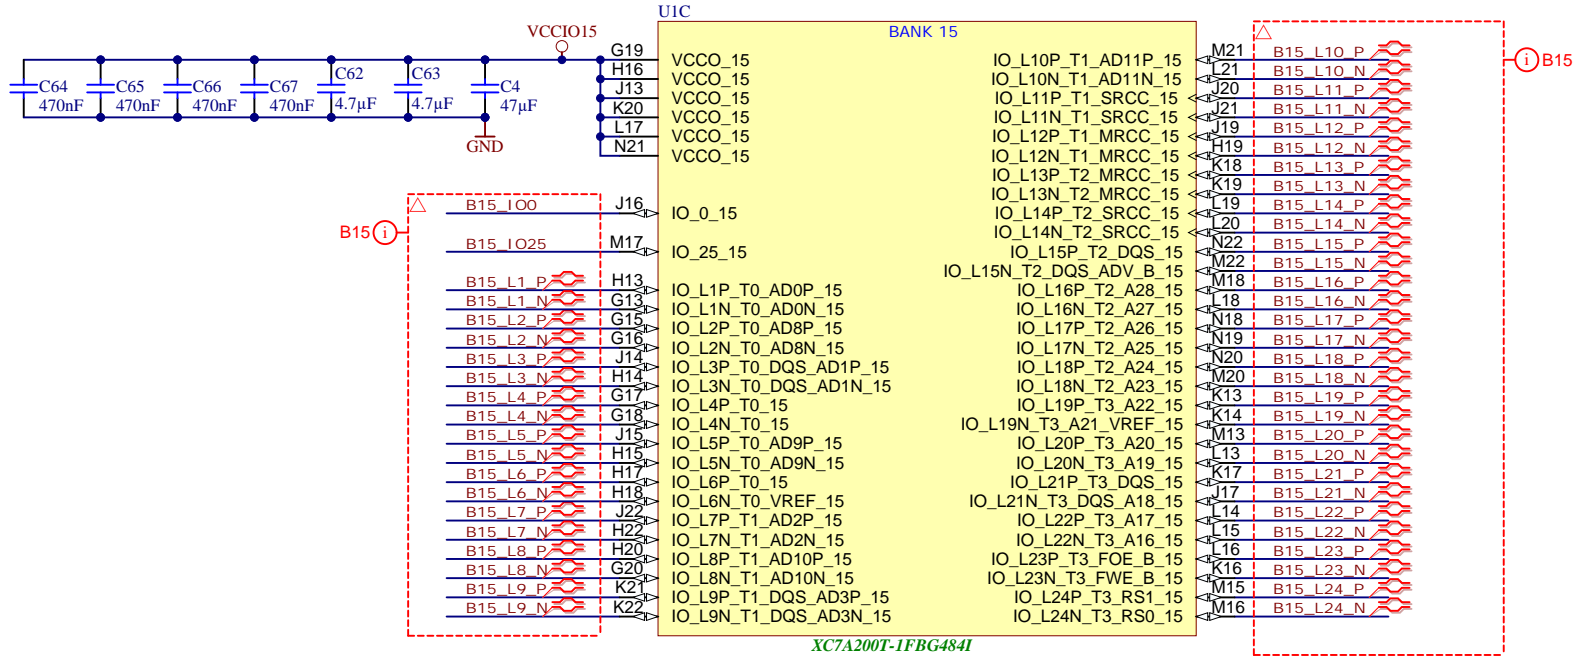 U1C
BANK 15
VCCIO15
C64 470nF
C65 470nF
C66 470nF
C67 470nF
C62 4.7µF
C63 4.7µF
C4 47µF
GND
G19 VCCO_15
H16 VCCO_15
J13 VCCO_15
K20 VCCO_15
L17 VCCO_15
N21 VCCO_15
B15 i
B15_IO0 J16 IO_0_15
B15_IO25 M17 IO_25_15
B15_L1_P H13 IO_L1P_T0_AD0P_15
B15_L1_N G13 IO_L1N_T0_AD0N_15
B15_L2_P G15 IO_L2P_T0_AD8P_15
B15_L2_N G16 IO_L2N_T0_AD8N_15
B15_L3_P J14 IO_L3P_T0_DQS_AD1P_15
B15_L3_N H14 IO_L3N_T0_DQS_AD1N_15
B15_L4_P G17 IO_L4P_T0_15
B15_L4_N G18 IO_L4N_T0_15
B15_L5_P J15 IO_L5P_T0_AD9P_15
B15_L5_N H15 IO_L5N_T0_AD9N_15
B15_L6_P H17 IO_L6P_T0_15
B15_L6_N H18 IO_L6N_T0_VREF_15
B15_L7_P J22 IO_L7P_T1_AD2P_15
B15_L7_N H22 IO_L7N_T1_AD2N_15
B15_L8_P H20 IO_L8P_T1_AD10P_15
B15_L8_N G20 IO_L8N_T1_AD10N_15
B15_L9_P K21 IO_L9P_T1_DQS_AD3P_15
B15_L9_N K22 IO_L9N_T1_DQS_AD3N_15
IO_L10P_T1_AD11P_15 M21 B15_L10_P
IO_L10N_T1_AD11N_15 L21 B15_L10_N
IO_L11P_T1_SRCC_15 J20 B15_L11_P
IO_L11N_T1_SRCC_15 J21 B15_L11_N
IO_L12P_T1_MRCC_15 J19 B15_L12_P
IO_L12N_T1_MRCC_15 H19 B15_L12_N
IO_L13P_T2_MRCC_15 K18 B15_L13_P
IO_L13N_T2_MRCC_15 K19 B15_L13_N
IO_L14P_T2_SRCC_15 L19 B15_L14_P
IO_L14N_T2_SRCC_15 L20 B15_L14_N
IO_L15P_T2_DQS_15 N22 B15_L15_P
IO_L15N_T2_DQS_ADV_B_15 M22 B15_L15_N
IO_L16P_T2_A28_15 M18 B15_L16_P
IO_L16N_T2_A27_15 L18 B15_L16_N
IO_L17P_T2_A26_15 N18 B15_L17_P
IO_L17N_T2_A25_15 N19 B15_L17_N
IO_L18P_T2_A24_15 N20 B15_L18_P
IO_L18N_T2_A23_15 M20 B15_L18_N
IO_L19P_T3_A22_15 K13 B15_L19_P
IO_L19N_T3_A21_VREF_15 K14 B15_L19_N
IO_L20P_T3_A20_15 M13 B15_L20_P
IO_L20N_T3_A19_15 L13 B15_L20_N
IO_L21P_T3_DQS_15 K17 B15_L21_P
IO_L21N_T3_DQS_A18_15 J17 B15_L21_N
IO_L22P_T3_A17_15 L14 B15_L22_P
IO_L22N_T3_A16_15 L15 B15_L22_N
IO_L23P_T3_FOE_B_15 L16 B15_L23_P
IO_L23N_T3_FWE_B_15 K16 B15_L23_N
IO_L24P_T3_RS1_15 M15 B15_L24_P
IO_L24N_T3_RS0_15 M16 B15_L24_N
i B15
XC7A200T-1FBG484I